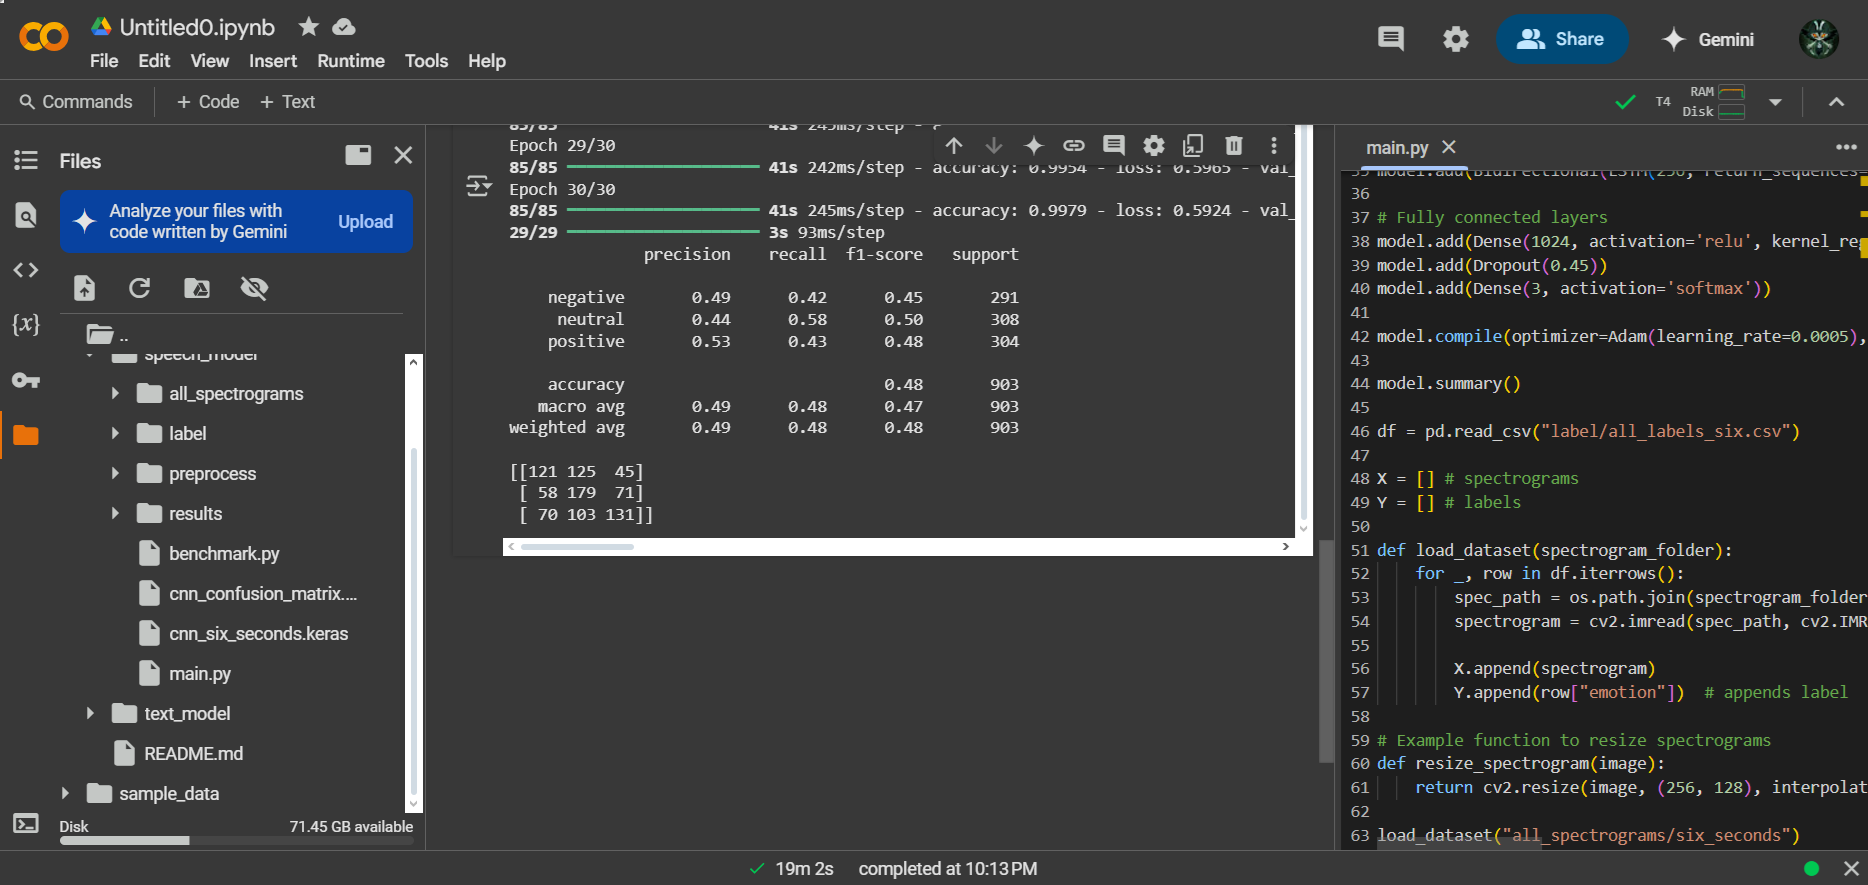 Untitled0.ipynb
File Edit View Insert Runtime Tools Help
Share
Gemini
Commands
+ Code + Text
T4
RAM
Disk
Files
Analyze your files with
code written by Gemini
Upload
{x}
..
speech_model
all_spectrograms
label
preprocess
results
benchmark.py
cnn_confusion_matrix....
cnn_six_seconds.keras
main.py
text_model
README.md
sample_data
Disk 71.45 GB available
85/85 41s 245ms/step -
Epoch 29/30
85/85 41s 242ms/step - accuracy: 0.9954 - loss: 0.5965 - val_
Epoch 30/30
85/85 41s 245ms/step - accuracy: 0.9979 - loss: 0.5924 - val_
29/29 3s 93ms/step
precision recall f1-score support
negative 0.49 0.42 0.45 291
neutral 0.44 0.58 0.50 308
positive 0.53 0.43 0.48 304
accuracy 0.48 903
macro avg 0.49 0.48 0.47 903
weighted avg 0.49 0.48 0.48 903
[[121 125 45]
[ 58 179 71]
[ 70 103 131]]
main.py
35 model.add(Bidirectional(LSTM(256, return_sequences=
36
37 # Fully connected layers
38 model.add(Dense(1024, activation='relu', kernel_reg
39 model.add(Dropout(0.45))
40 model.add(Dense(3, activation='softmax'))
41
42 model.compile(optimizer=Adam(learning_rate=0.0005),
43
44 model.summary()
45
46 df = pd.read_csv("label/all_labels_six.csv")
47
48 X = [] # spectrograms
49 Y = [] # labels
50
51 def load_dataset(spectrogram_folder):
52 for _, row in df.iterrows():
53 spec_path = os.path.join(spectrogram_folder
54 spectrogram = cv2.imread(spec_path, cv2.IMR
55
56 X.append(spectrogram)
57 Y.append(row["emotion"]) # appends label
58
59 # Example function to resize spectrograms
60 def resize_spectrogram(image):
61 return cv2.resize(image, (256, 128), interpolat
62
63 load_dataset("all_spectrograms/six_seconds")
19m 2s completed at 10:13 PM